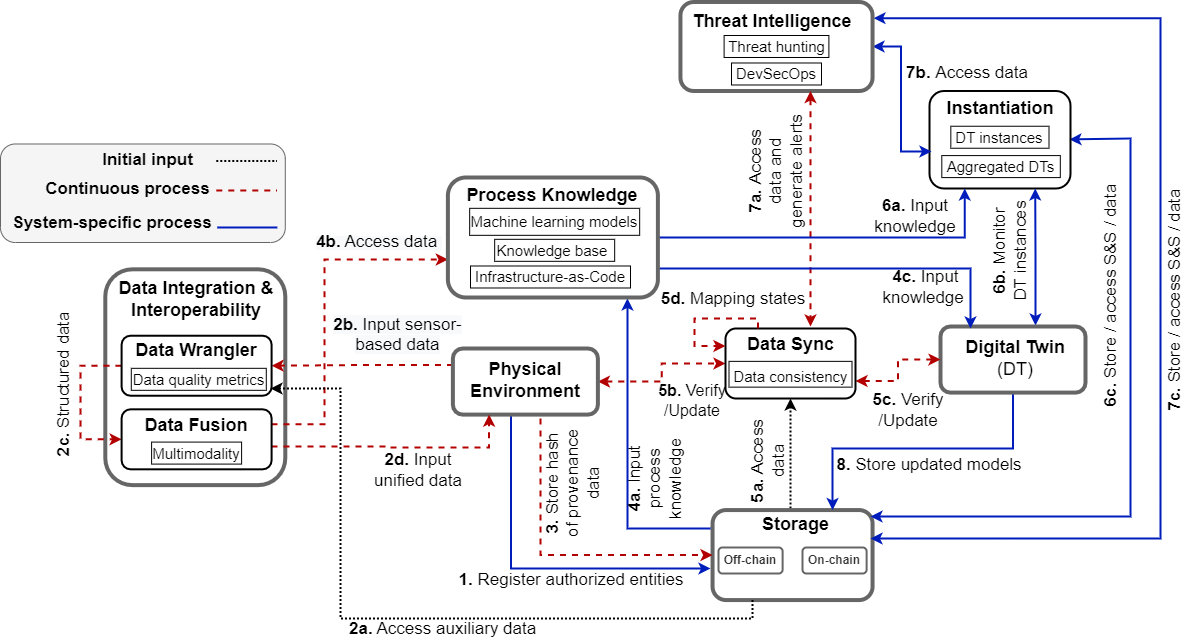 Threat Intelligence
Threat hunting
DevSecOps
7b. Access data
Instantiation
DT instances
Aggregated DTs
Initial input
Continuous process
System-specific process
7a. Access
data and
generate alerts
Process Knowledge
Machine learning models
Knowledge base
Infrastructure-as-Code
6a. Input
knowledge
6b. Monitor
DT instances
6c. Store / access S&S / data
7c. Store / access S&S / data
4b. Access data
4c. Input
knowledge
Data Integration &
Interoperability
Data Wrangler
Data quality metrics
Data Fusion
Multimodality
2c. Structured data
2b. Input sensor-
based data
Physical
Environment
5d. Mapping states
Data Sync
Data consistency
5b. Verify
/Update
5c. Verify
/Update
Digital Twin
(DT)
2d. Input
unified data
3. Store hash
of provenance
data
4a. Input
process
knowledge
5a. Access
data
8. Store updated models
Storage
Off-chain
On-chain
1. Register authorized entities
2a. Access auxiliary data